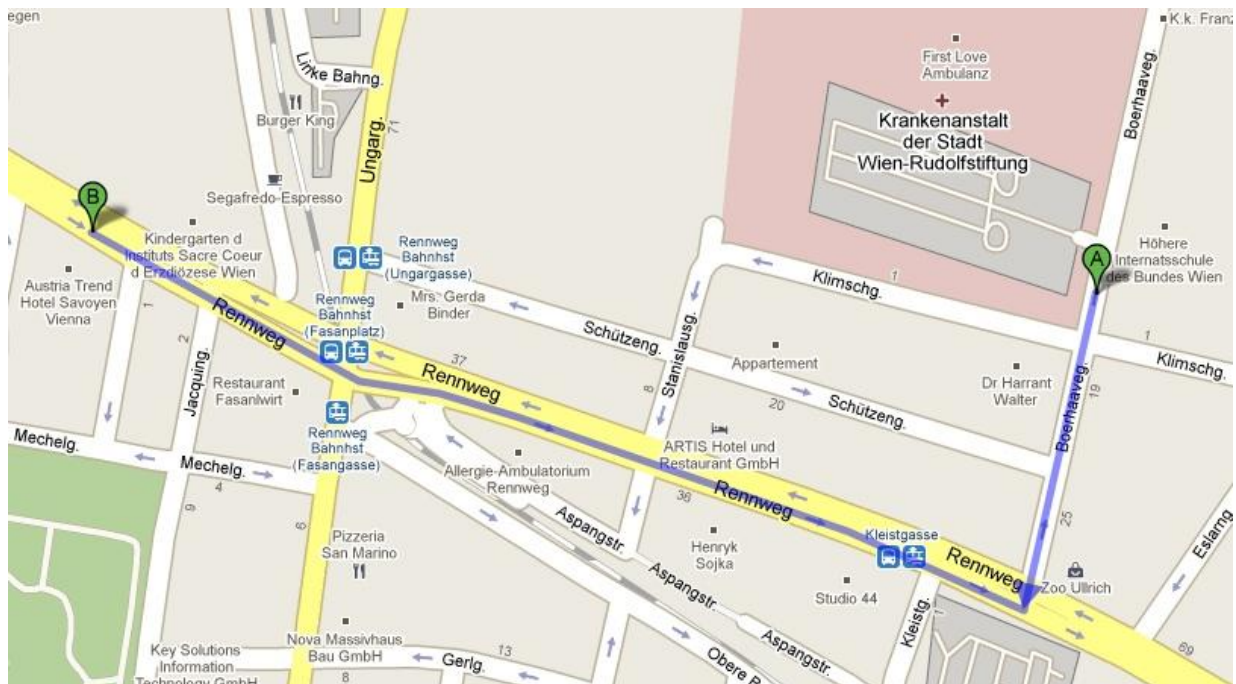 egen
K.k. Franz
First Love
Ambulanz
Linke Bahng.
Burger King
71
Ungarg.
Krankenanstalt
der Stadt
Wien-Rudolfstiftung
Boerhaaveg.
B
Segafredo-Espresso
Kindergarten d
Instituts Sacre Coeur
d Erzdiözese Wien
Rennweg
Bahnhst
(Ungargasse)
Höhere
Internatsschule
des Bundes Wien
A
Austria Trend
Hotel Savoyen
Vienna
1
Rennweg
Rennweg
Bahnhst
(Fasanplatz)
Mrs. Gerda
Binder
Klimschg.
1
2
Jacquing.
Schützeng.
Stanislausg.
1
Klimschg.
37
Rennweg
Appartement
Restaurant
Fasanlwirt
8
20
Schützeng.
Dr Harrant
Walter
19
Boerhaaveg.
Mechelg.
Mechelg.
4
9
Rennweg
Bahnhst
(Fasangasse)
ARTIS Hotel und
Restaurant GmbH
Allergie-Ambulatorium
Rennweg
36
Rennweg
25
Eslarng.
6
Pizzeria
San Marino
Aspangstr.
Aspangstr.
Aspangstr.
Henryk
Sojka
Kleistgasse
Rennweg
Zoo Ullrich
Studio 44
Kleistg.
1
Nova Massivhaus
Bau GmbH
Key Solutions
Information
Technology GmbH
8
Gerlg.
13
Obere B
69